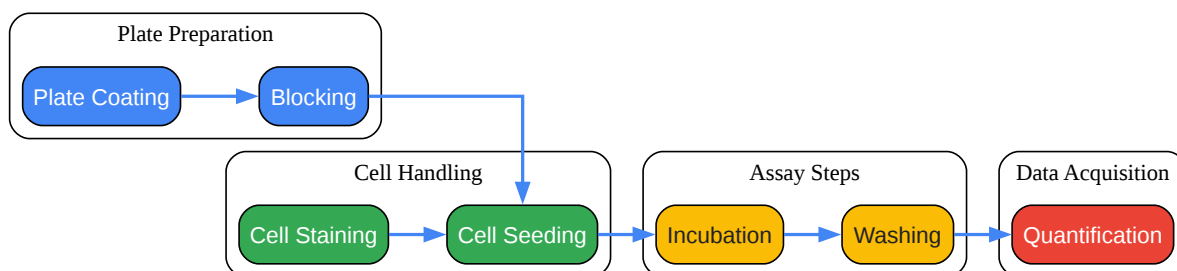 Plate Preparation
Plate Coating
Blocking
Cell Handling
Cell Staining
Cell Seeding
Assay Steps
Incubation
Washing
Data Acquisition
Quantification